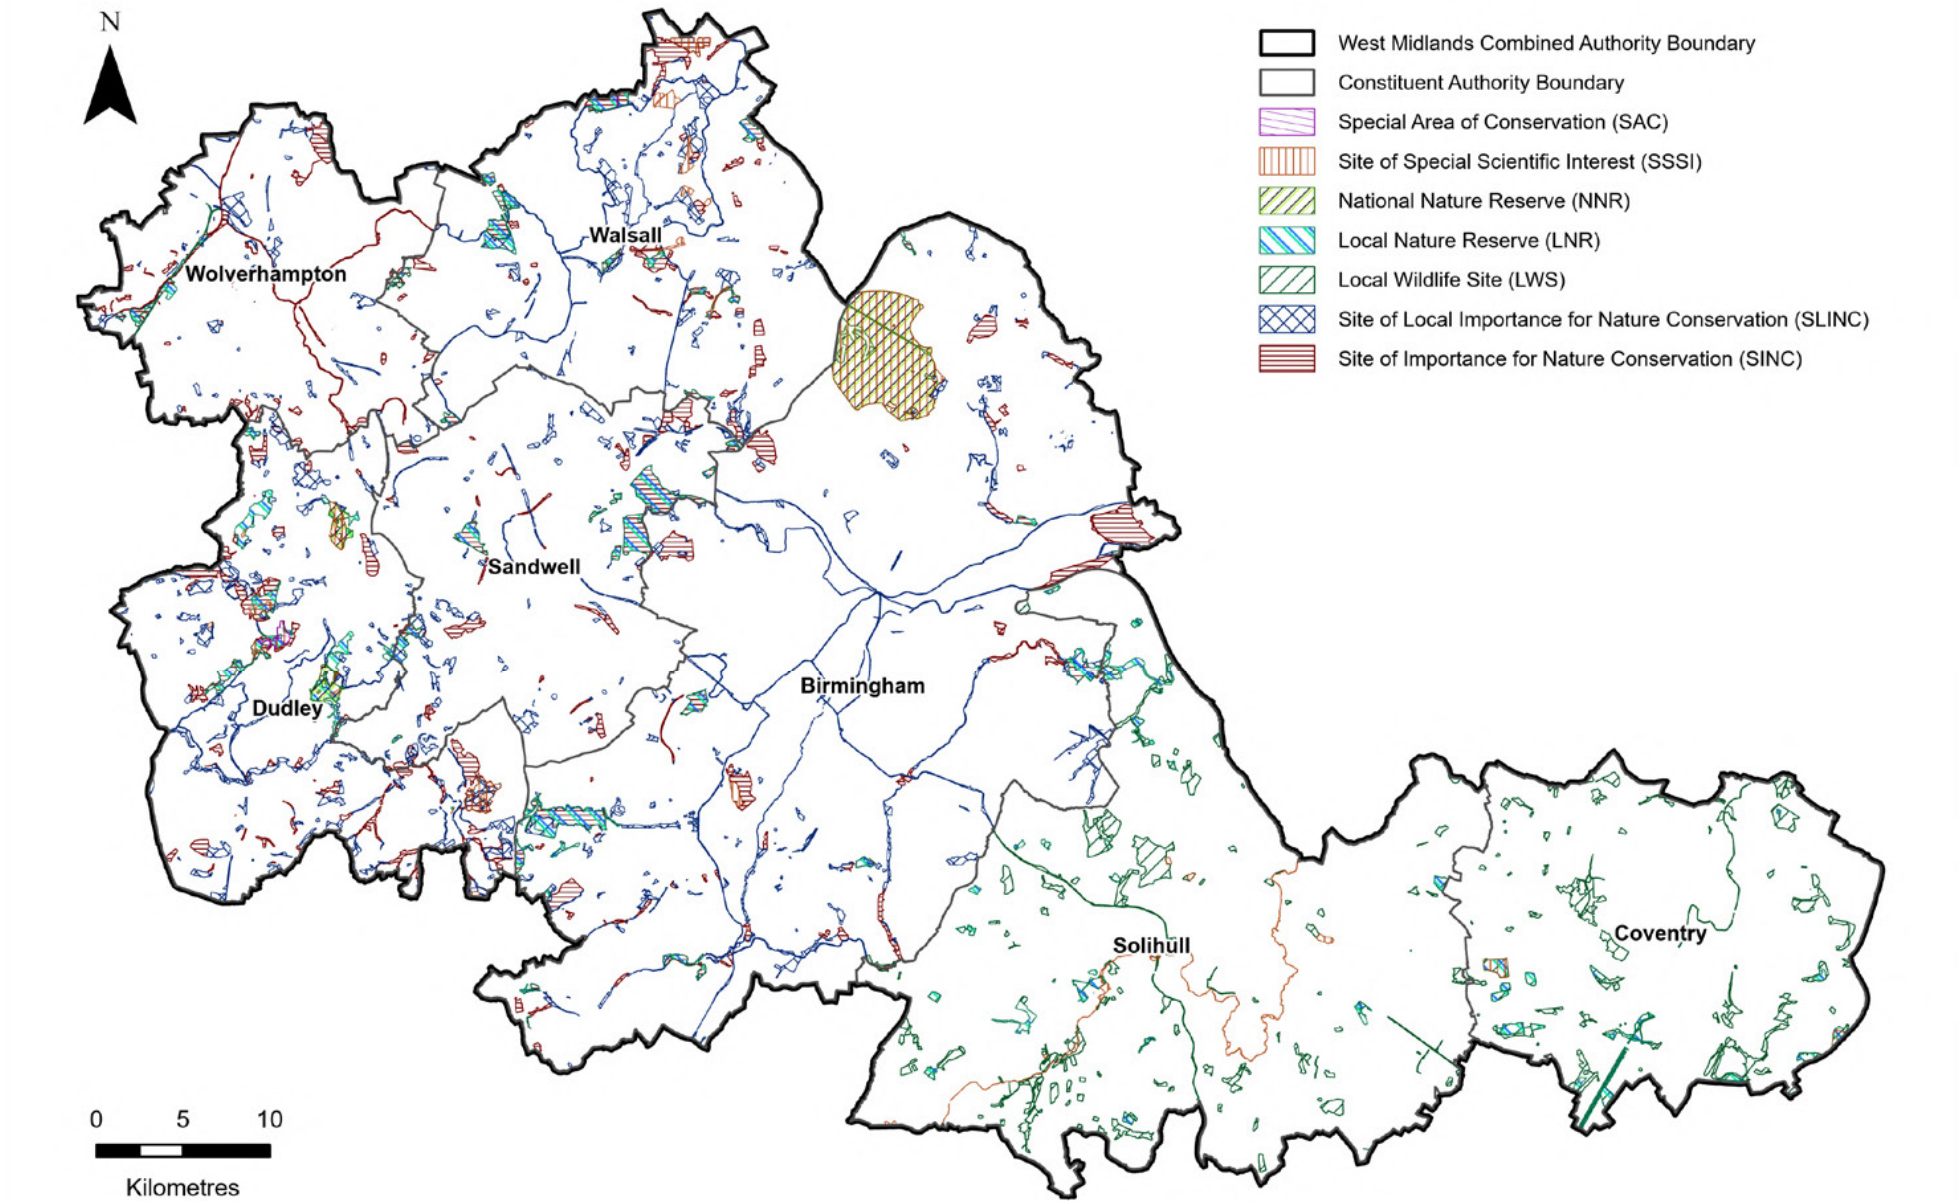 N
West Midlands Combined Authority Boundary
Constituent Authority Boundary
Special Area of Conservation (SAC)
Site of Special Scientific Interest (SSSI)
National Nature Reserve (NNR)
Local Nature Reserve (LNR)
Local Wildlife Site (LWS)
Site of Local Importance for Nature Conservation (SLINC)
Site of Importance for Nature Conservation (SINC)
Walsall
Wolverhampton
Sandwell
Birmingham
Dudley
Coventry
Solihull
0 5 10
Kilometres